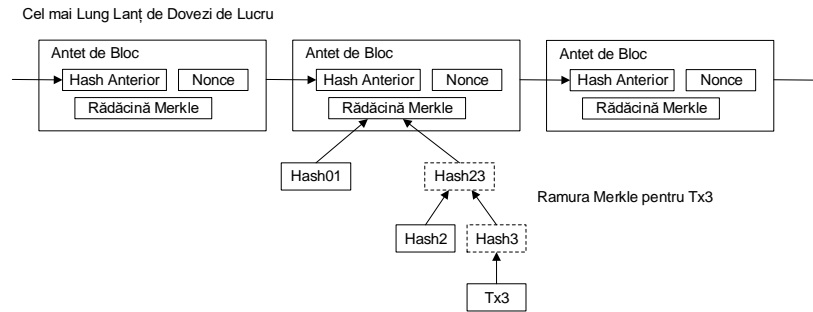 Cel mai Lung Lanț de Dovezi de Lucru
Antet de Bloc
Hash Anterior
Nonce
Rădăcină Merkle
Antet de Bloc
Hash Anterior
Nonce
Rădăcină Merkle
Antet de Bloc
Hash Anterior
Nonce
Rădăcină Merkle
Hash01
Hash23
Ramura Merkle pentru Tx3
Hash2
Hash3
Tx3